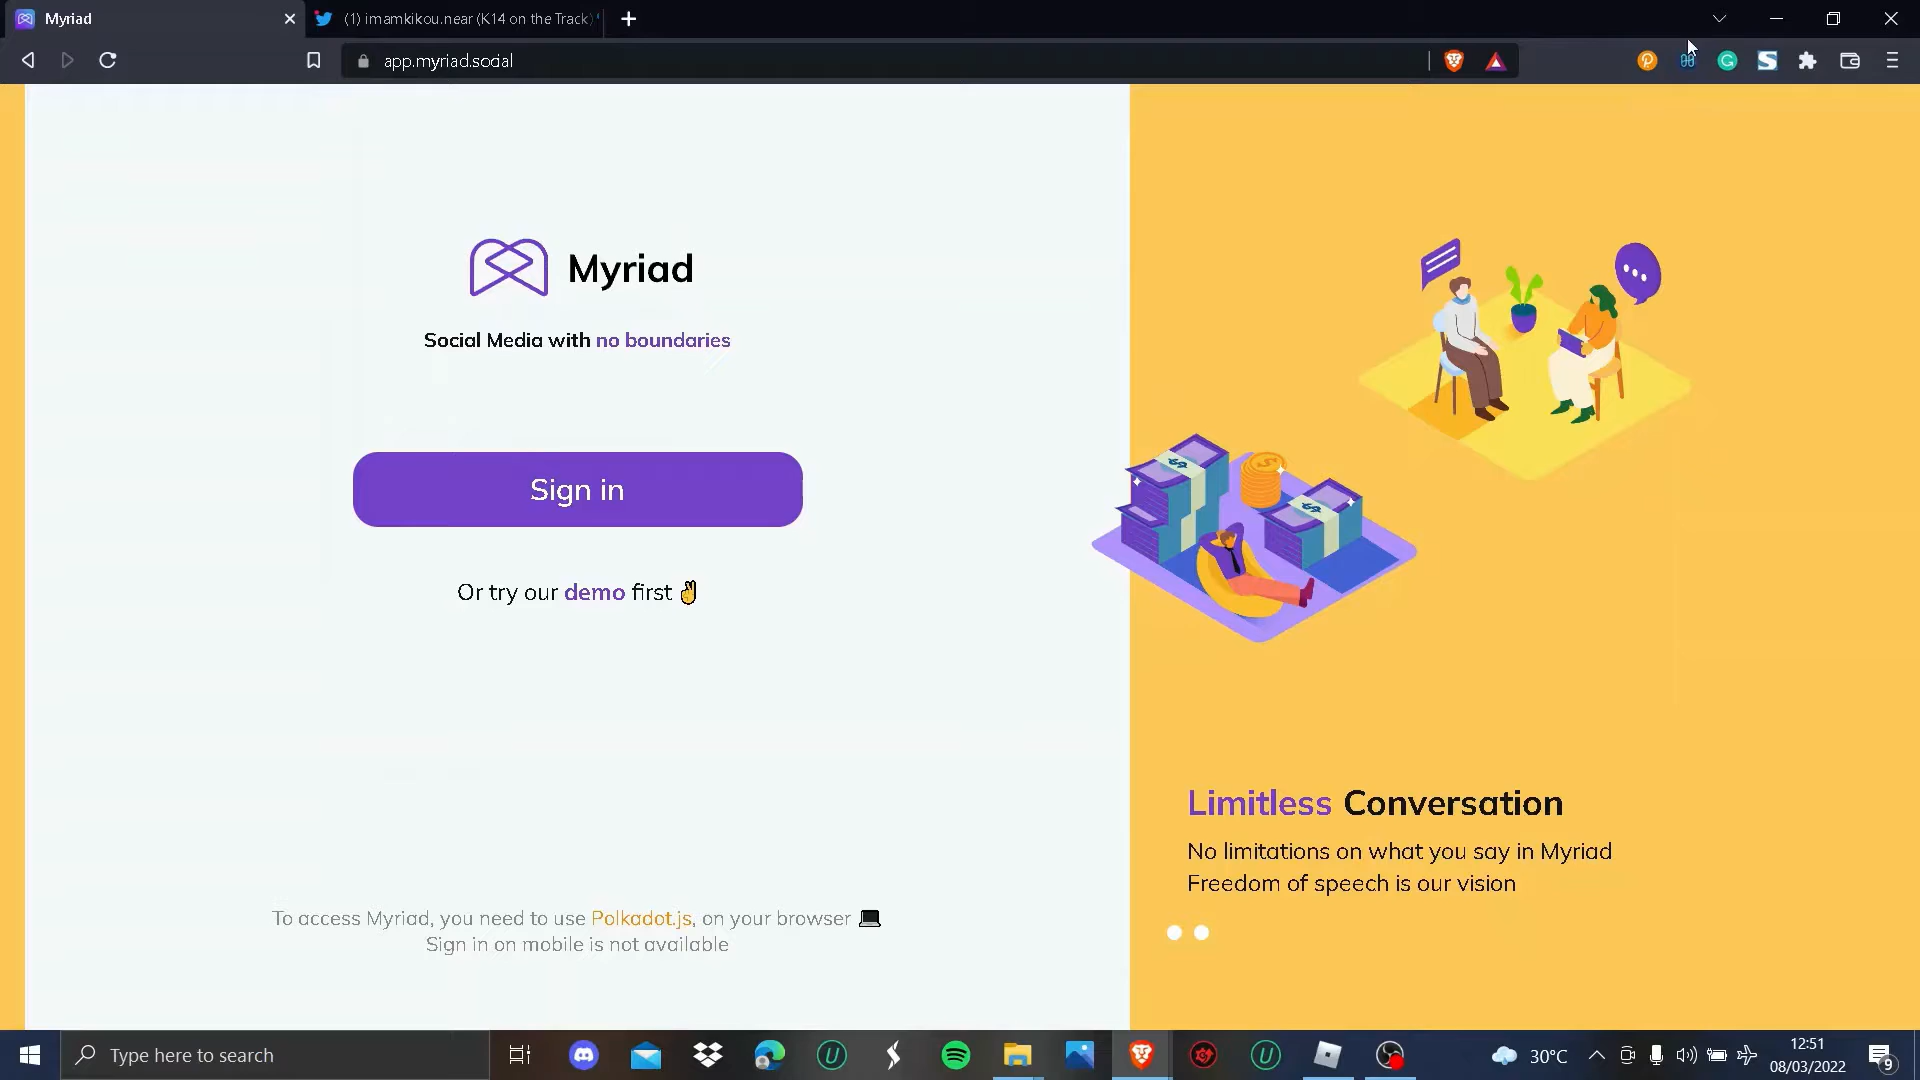 Myriad
(1) imamkikou.near (K14 on the Track)
app.myriad.social
Myriad
Social Media with no boundaries
Sign in
Or try our demo first ✌
To access Myriad, you need to use Polkadot.js, on your browser 💻
Sign in on mobile is not available
Limitless Conversation
No limitations on what you say in Myriad
Freedom of speech is our vision
Type here to search
30°C
12:51
08/03/2022
9